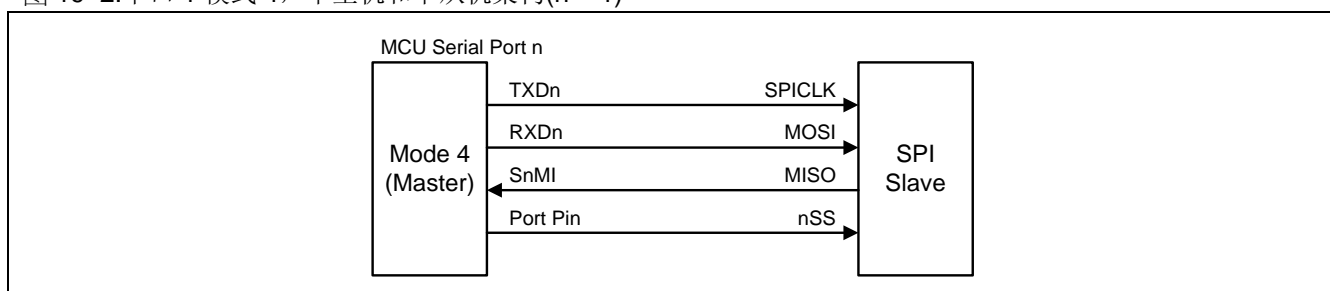 MCU Serial Port n
TXDn SPICLK
RXDn MOSI
Mode 4
(Master)
SPI
Slave
SnMI MISO
Port Pin nSS